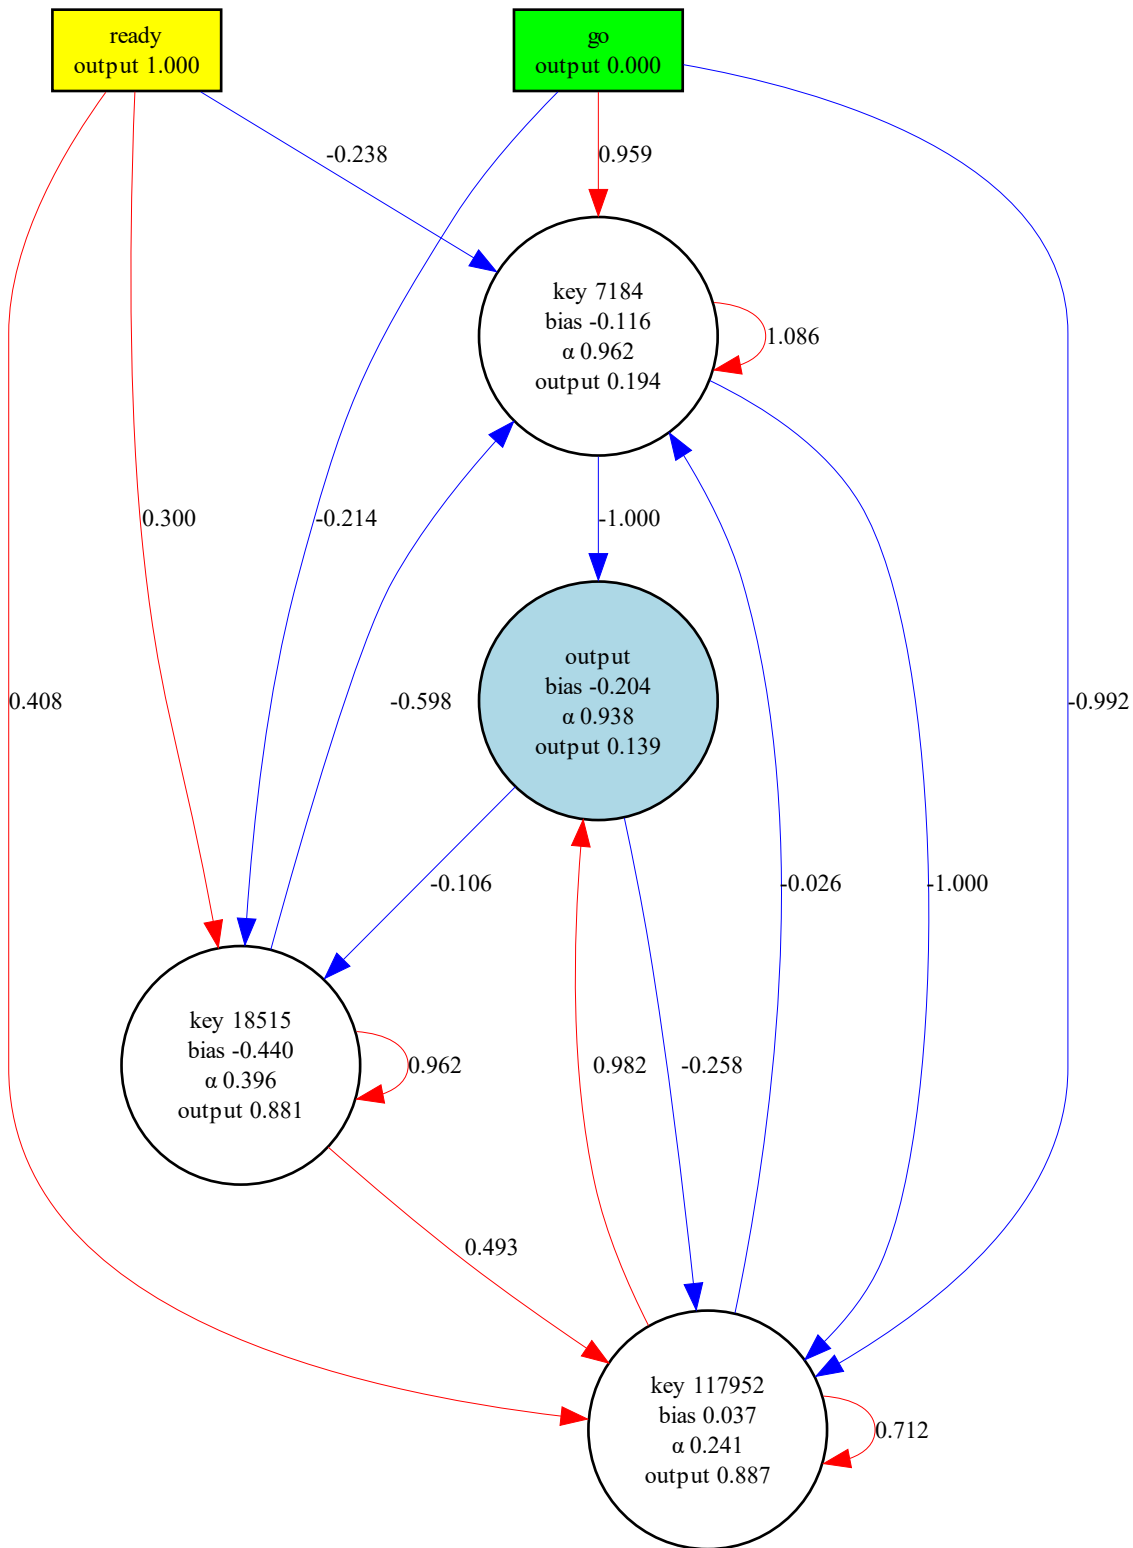 ready
output 1.000
go
output 0.000
-0.238
0.959
key 7184
bias -0.116
α 0.962
output 0.194
1.086
0.300
-0.214
-1.000
output
bias -0.204
α 0.938
output 0.139
0.408
-0.598
-0.992
-0.106
-0.026
-1.000
key 18515
bias -0.440
α 0.396
output 0.881
0.962
0.982
-0.258
0.493
key 117952
bias 0.037
α 0.241
output 0.887
0.712